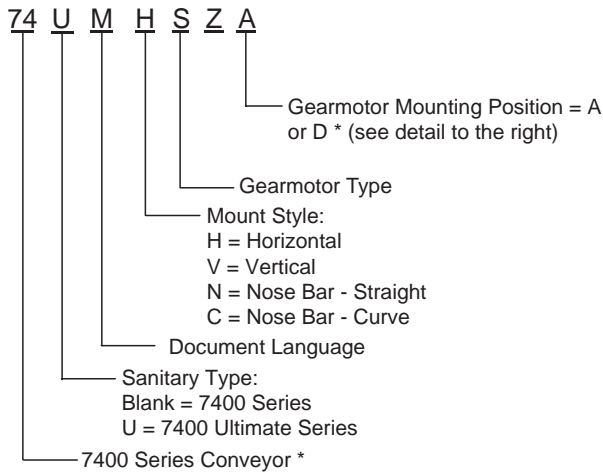 74 U M H S Z A
Gearmotor Mounting Position = A
or D * (see detail to the right)
Gearmotor Type
Mount Style:
H = Horizontal
V = Vertical
N = Nose Bar - Straight
C = Nose Bar - Curve
Document Language
Sanitary Type:
Blank = 7400 Series
U = 7400 Ultimate Series
7400 Series Conveyor *